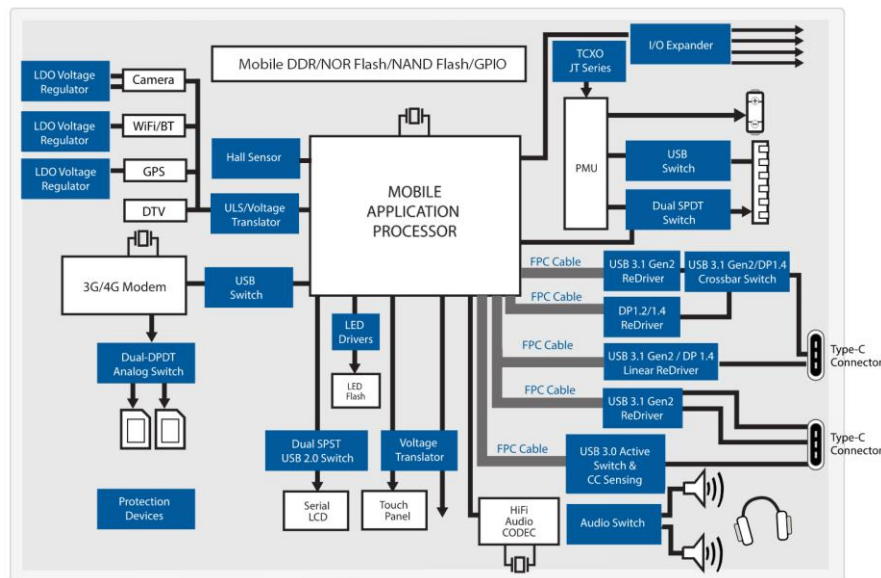 Mobile DDR/NOR Flash/NAND Flash/GPIO
TCXO
JT Series
I/O Expander
LDO Voltage
Regulator
Camera
LDO Voltage
Regulator
WiFi/BT
LDO Voltage
Regulator
GPS
DTV
Hall Sensor
ULS/Voltage
Translator
MOBILE
APPLICATION
PROCESSOR
PMU
USB
Switch
Dual SPDT
Switch
3G/4G Modem
USB
Switch
FPC Cable
USB 3.1 Gen2
ReDriver
USB 3.1 Gen2/DP1.4
Crossbar Switch
FPC Cable
DP1.2/1.4
ReDriver
FPC Cable
USB 3.1 Gen2 / DP 1.4
Linear ReDriver
Type-C
Connector
FPC Cable
USB 3.1 Gen2
ReDriver
Type-C
Connector
FPC Cable
USB 3.0 Active
Switch &
CC Sensing
Dual-DPDT
Analog Switch
LED
Drivers
LED
Flash
Dual SPST
USB 2.0 Switch
Voltage
Translator
Serial
LCD
Touch
Panel
HiFi
Audio
CODEC
Audio Switch
Protection
Devices